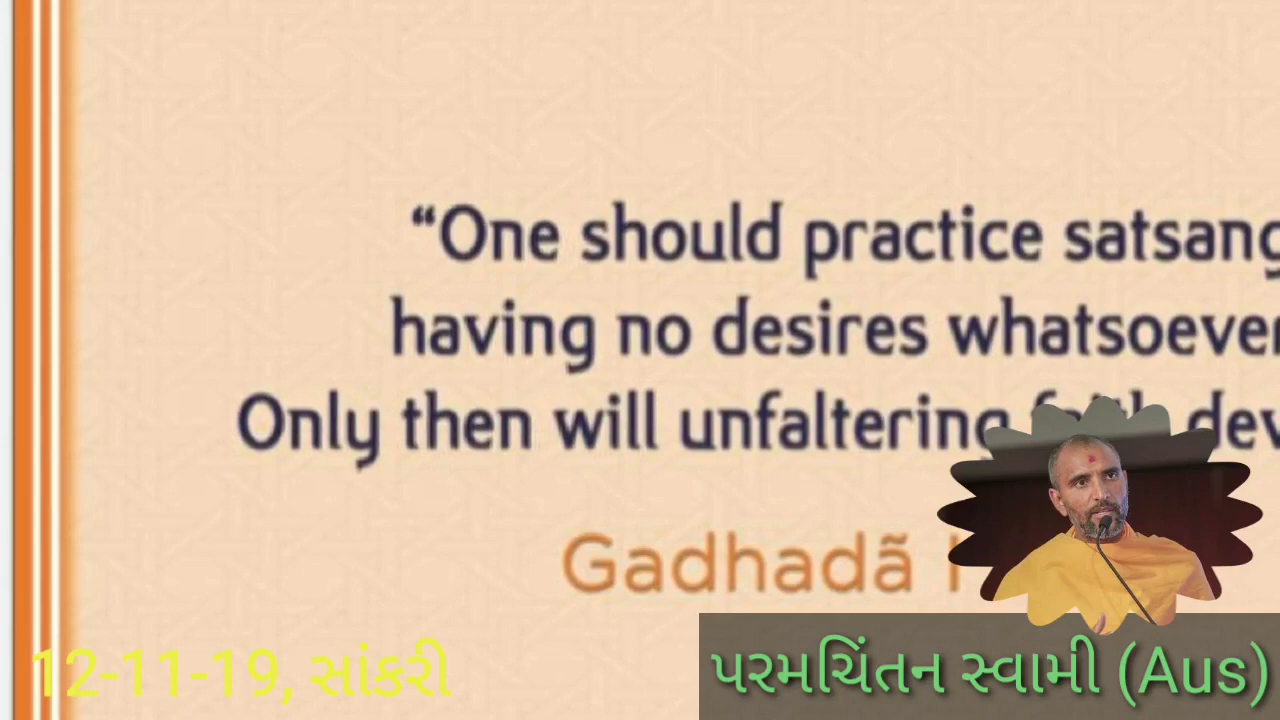 “One should practice satsang
having no desires whatsoever
Only then will unfaltering
Gadhadã
12-11-19, સાંકરી
પરમચિંતન સ્વામી (Aus)